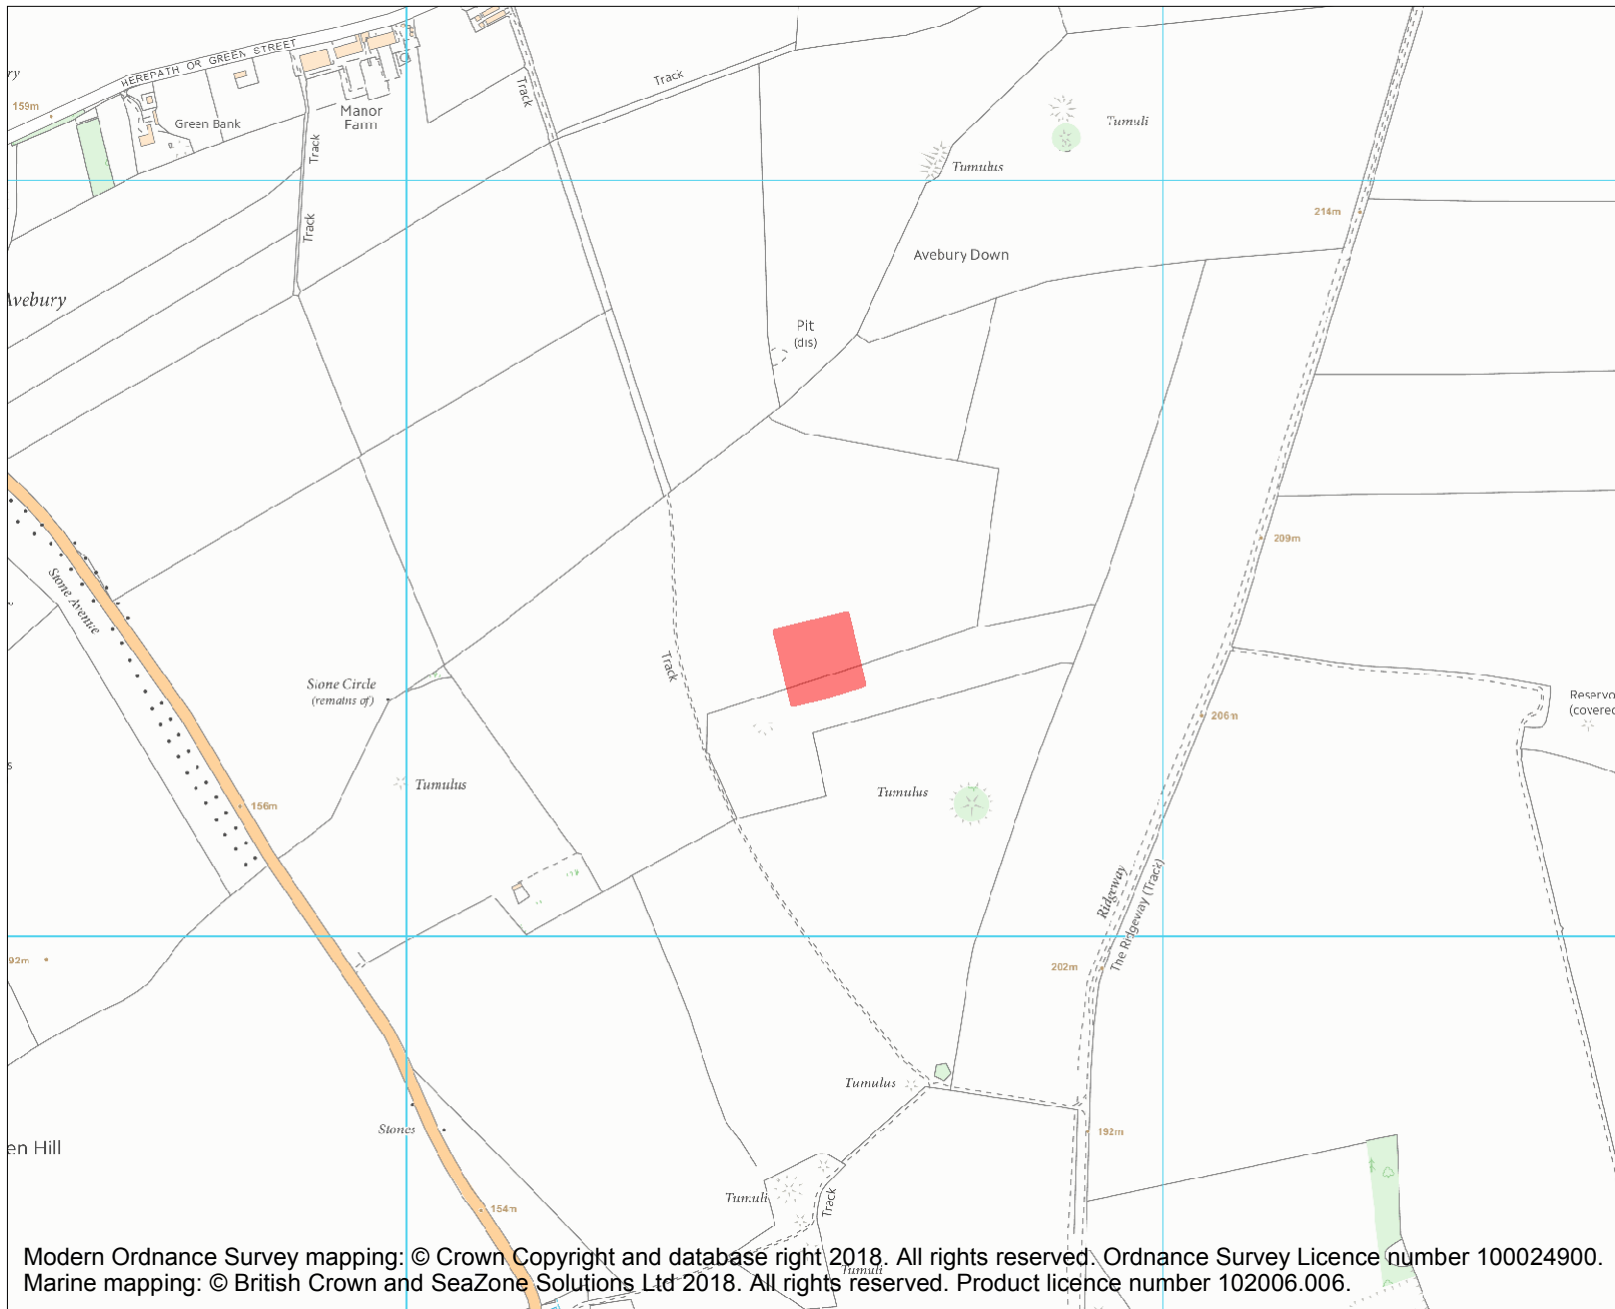 HEREPATH OR GREEN STREET
ry
159m
Green Bank
Manor
Farm
Track
Track
Track
Track
Tumuli
Tumulus
214m
Avebury Down
Avebury
Pit
(dis)
209m
Stone Avenue
Track
Stone Circle
(remains of)
206m
Reservo
(covered
s
Tumulus
156m
Tumulus
Ridgeway
The Ridgeway (Track)
92m
202m
Tumulus
Stones
192m
en Hill
Tumuli
Track
154m
Tumuli
Modern Ordnance Survey mapping: © Crown Copyright and database right 2018. All rights reserved. Ordnance Survey Licence number 100024900.
Marine mapping: © British Crown and SeaZone Solutions Ltd 2018. All rights reserved. Product licence number 102006.006.